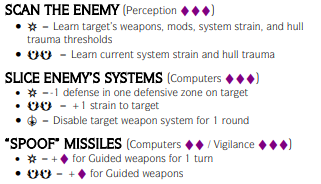 SCAN THE ENEMY (Perception ♦♦♦)
• – Learn target's weapons, mods, system strain, and hull
trauma thresholds
• – Learn current system strain and hull trauma
SLICE ENEMY'S SYSTEMS (Computers ♦♦♦)
• – -1 defense in one defensive zone on target
• – +1 strain to target
• – Disable target weapon system for 1 round
"SPOOF" MISSILES (Computers ♦♦ / Vigilance ♦♦♦)
• – +♦ for Guided weapons for 1 turn
• – +♦ for Guided weapons